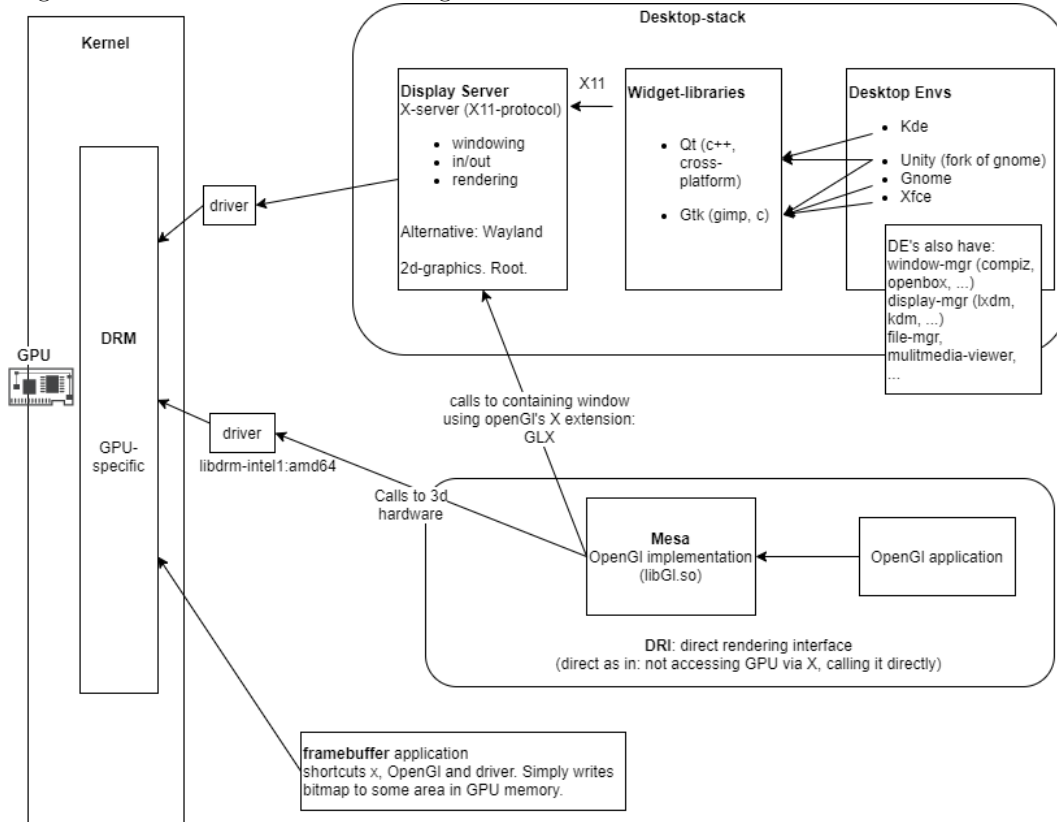 Desktop-stack
Kernel
Display Server
X-server (X11-protocol)
windowing
in/out
rendering
Alternative: Wayland
2d-graphics. Root.
X11
Widget-libraries
Qt (c++,
cross-
platform)
Gtk (gimp, c)
Desktop Envs
Kde
Unity (fork of gnome)
Gnome
Xfce
DE's also have:
window-mgr (compiz,
openbox, ...)
display-mgr (lxdm,
kdm, ...)
file-mgr,
mulitmedia-viewer,
...
driver
DRM
GPU
GPU-
specific
driver
libdrm-intel1:amd64
calls to containing window
using openGl's X extension:
GLX
Calls to 3d
hardware
Mesa
OpenGl implementation
(libGl.so)
OpenGl application
DRI: direct rendering interface
(direct as in: not accessing GPU via X, calling it directly)
framebuffer application
shortcuts x, OpenGl and driver. Simply writes
bitmap to some area in GPU memory.